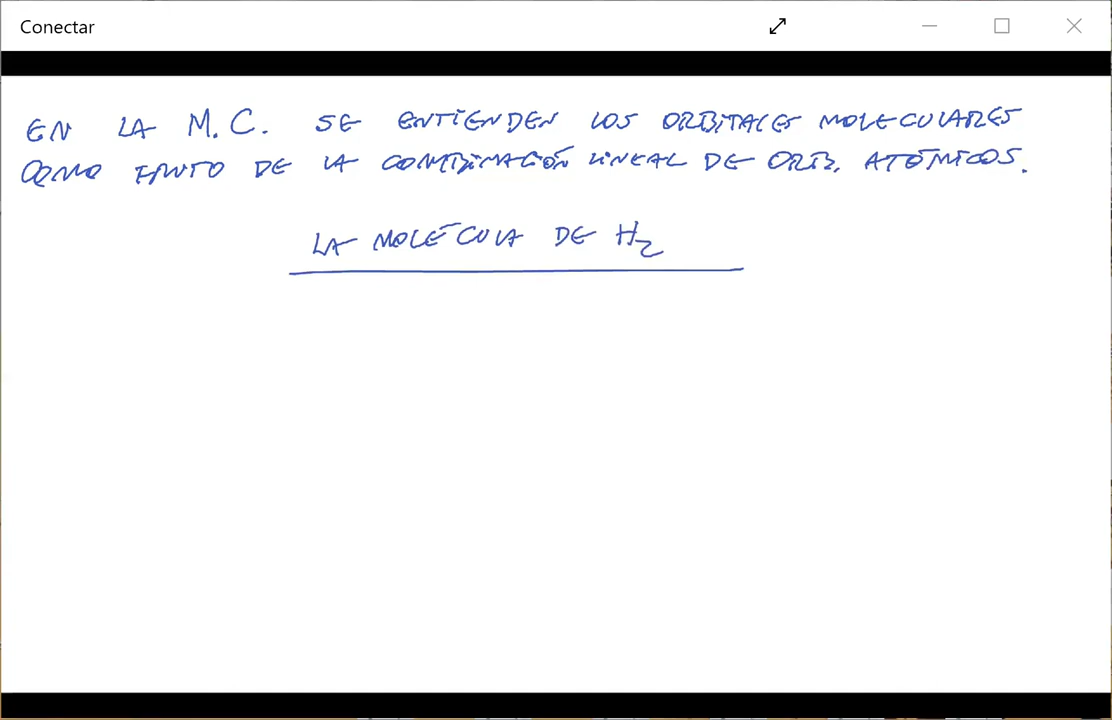 Conectar
EN LA M.C. SE ENTIENDEN LOS ORBITALES MOLECULARES
COMO FRUTO DE LA COMBINACIÓN LINEAL DE ORB. ATÓMICOS.
LA MOLÉCULA DE H₂